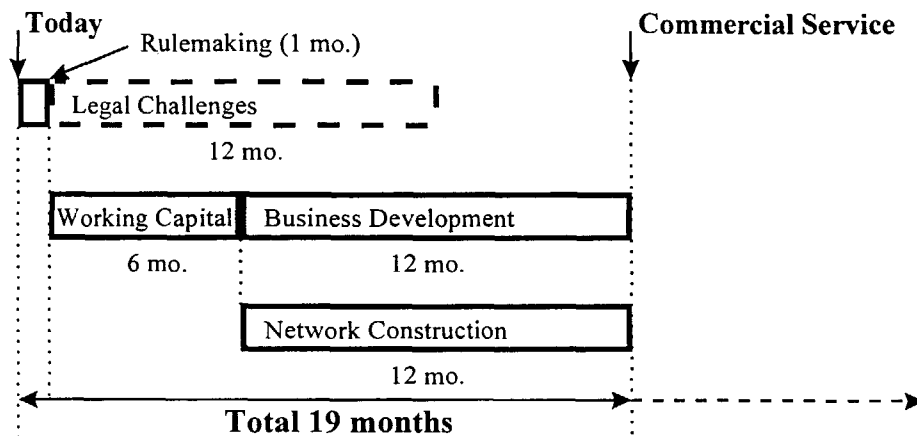 Today
Commercial Service
Rulemaking (1 mo.)
Legal Challenges
12 mo.
Working Capital
Business Development
6 mo.
12 mo.
Network Construction
12 mo.
Total 19 months